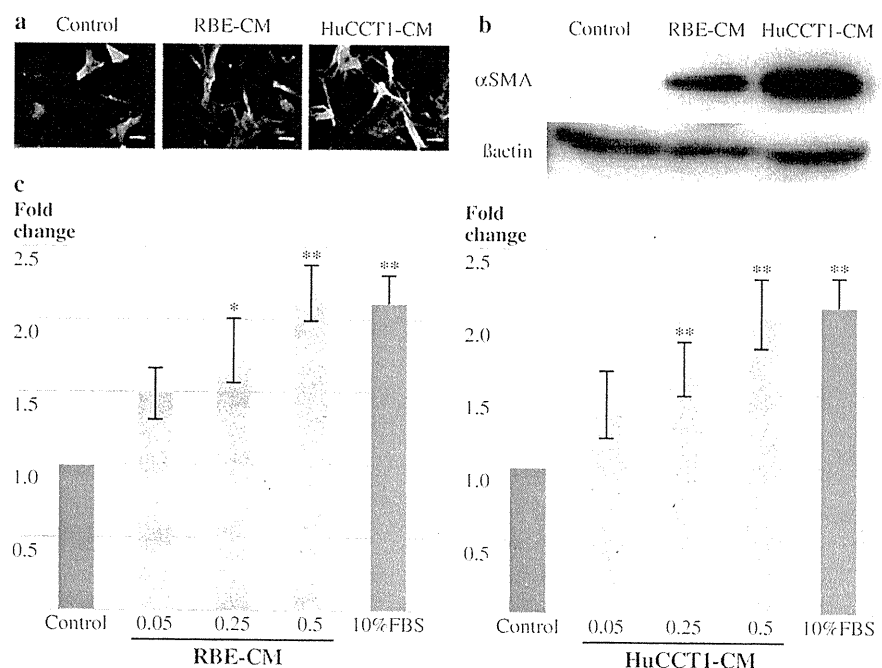 a
Control RBE-CM HuCCT1-CM
b
Control RBE-CM HuCCT1-CM
αSMA
βactin
c
Fold
change
2.5
2.0
1.5
1.0
0.5
*
**
**
Control 0.05 0.25 0.5 10%FBS
RBE-CM
Fold
change
2.5
2.0
1.5
1.0
0.5
**
**
**
Control 0.05 0.25 0.5 10%FBS
HuCCT1-CM